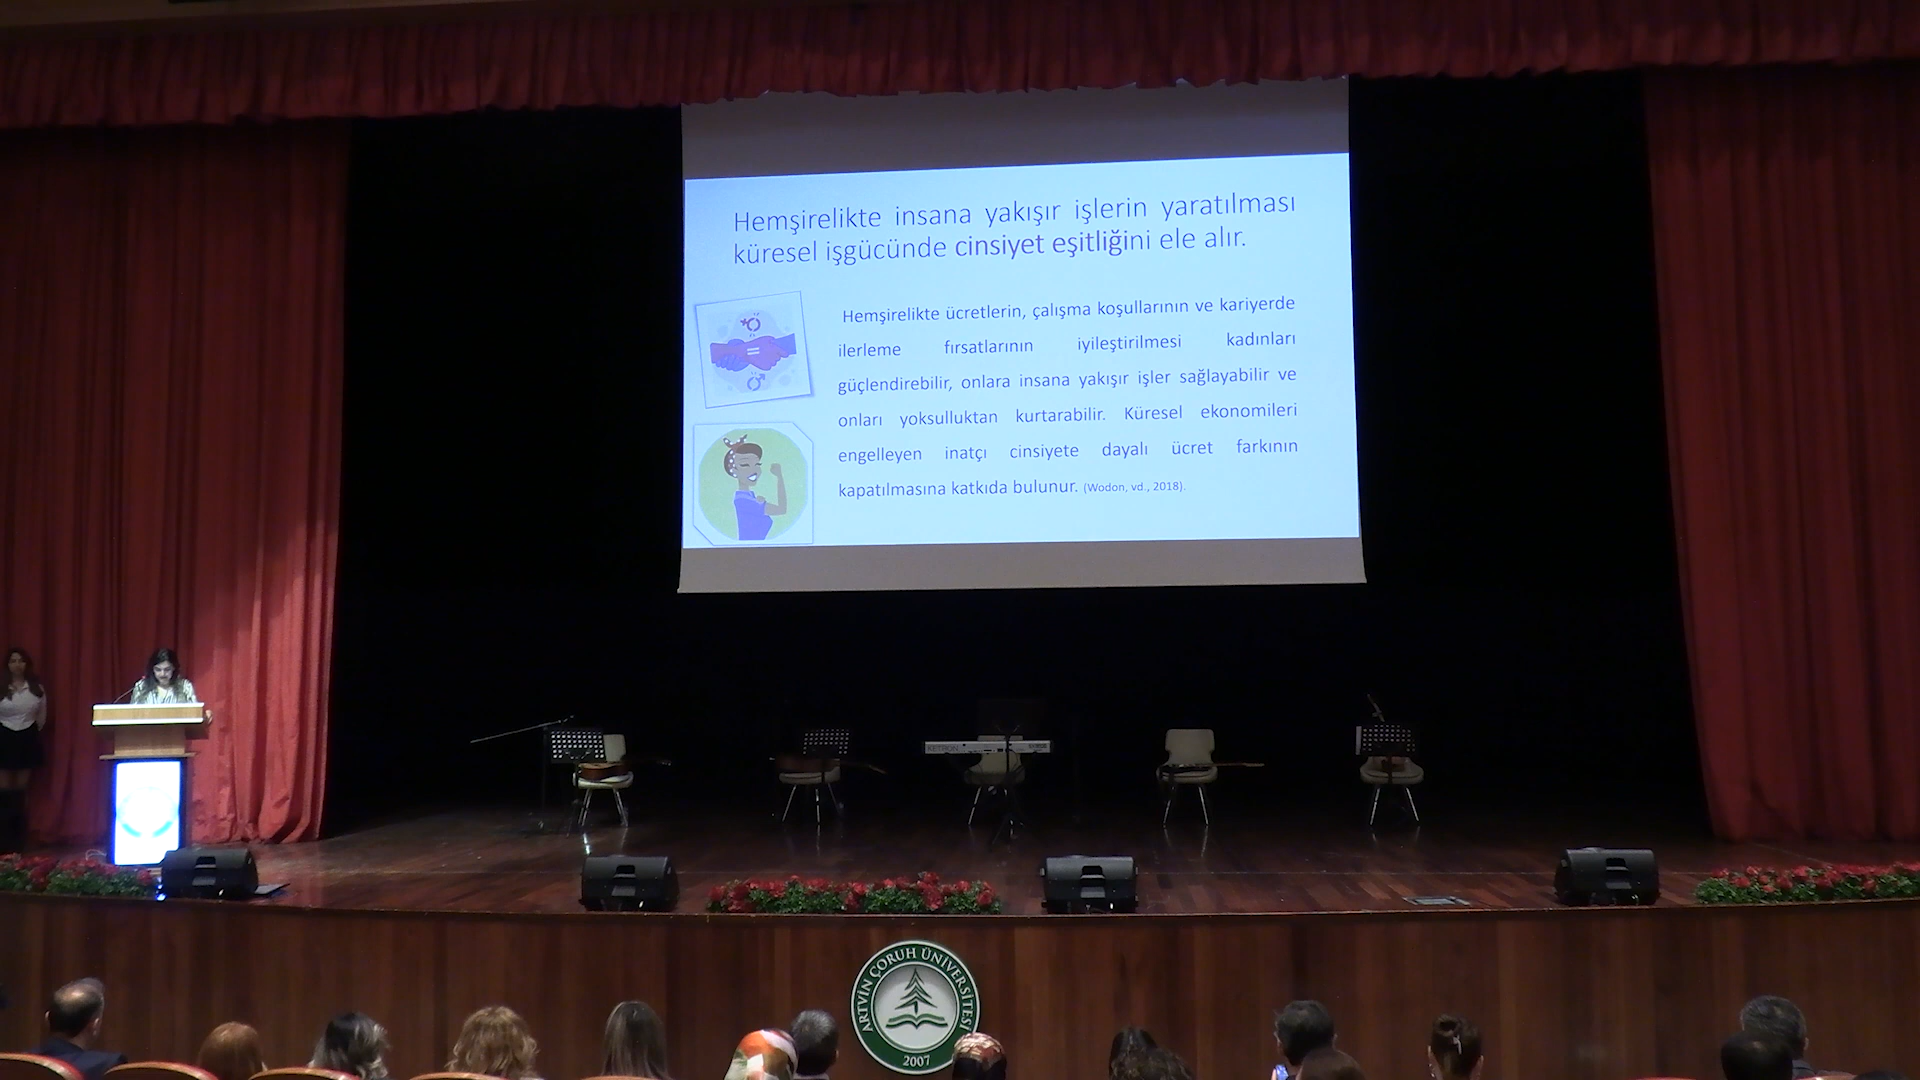 Hemşirelikte insana yakışır işlerin yaratılması
küresel işgücünde cinsiyet eşitliğini ele alır.
Hemşirelikte ücretlerin, çalışma koşullarının ve kariyerde
ilerleme fırsatlarının iyileştirilmesi kadınları
güçlendirebilir, onlara insana yakışır işler sağlayabilir ve
onları yoksulluktan kurtarabilir. Küresel ekonomileri
engelleyen inatçı cinsiyete dayalı ücret farkının
kapatılmasına katkıda bulunur. (Wodon, vd., 2018).
KETRON
ARTVİN ÇORUH ÜNİVERSİTESİ
2007